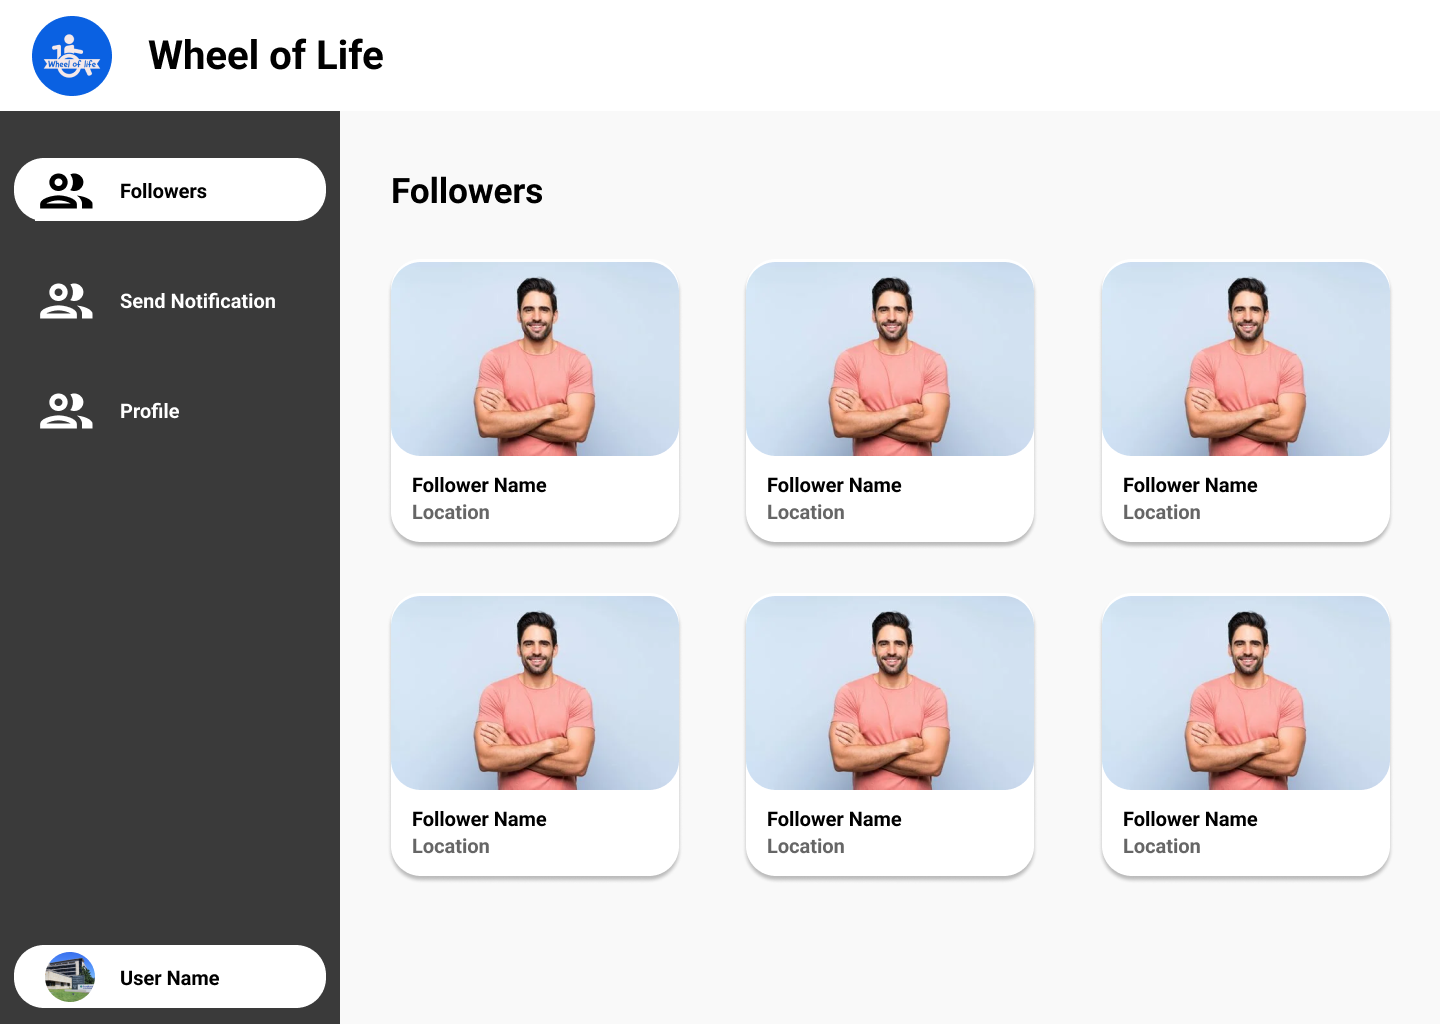 Wheel of life
Wheel of Life
Followers
Send Notification
Profile
User Name
Followers
Follower Name
Location
Follower Name
Location
Follower Name
Location
Follower Name
Location
Follower Name
Location
Follower Name
Location